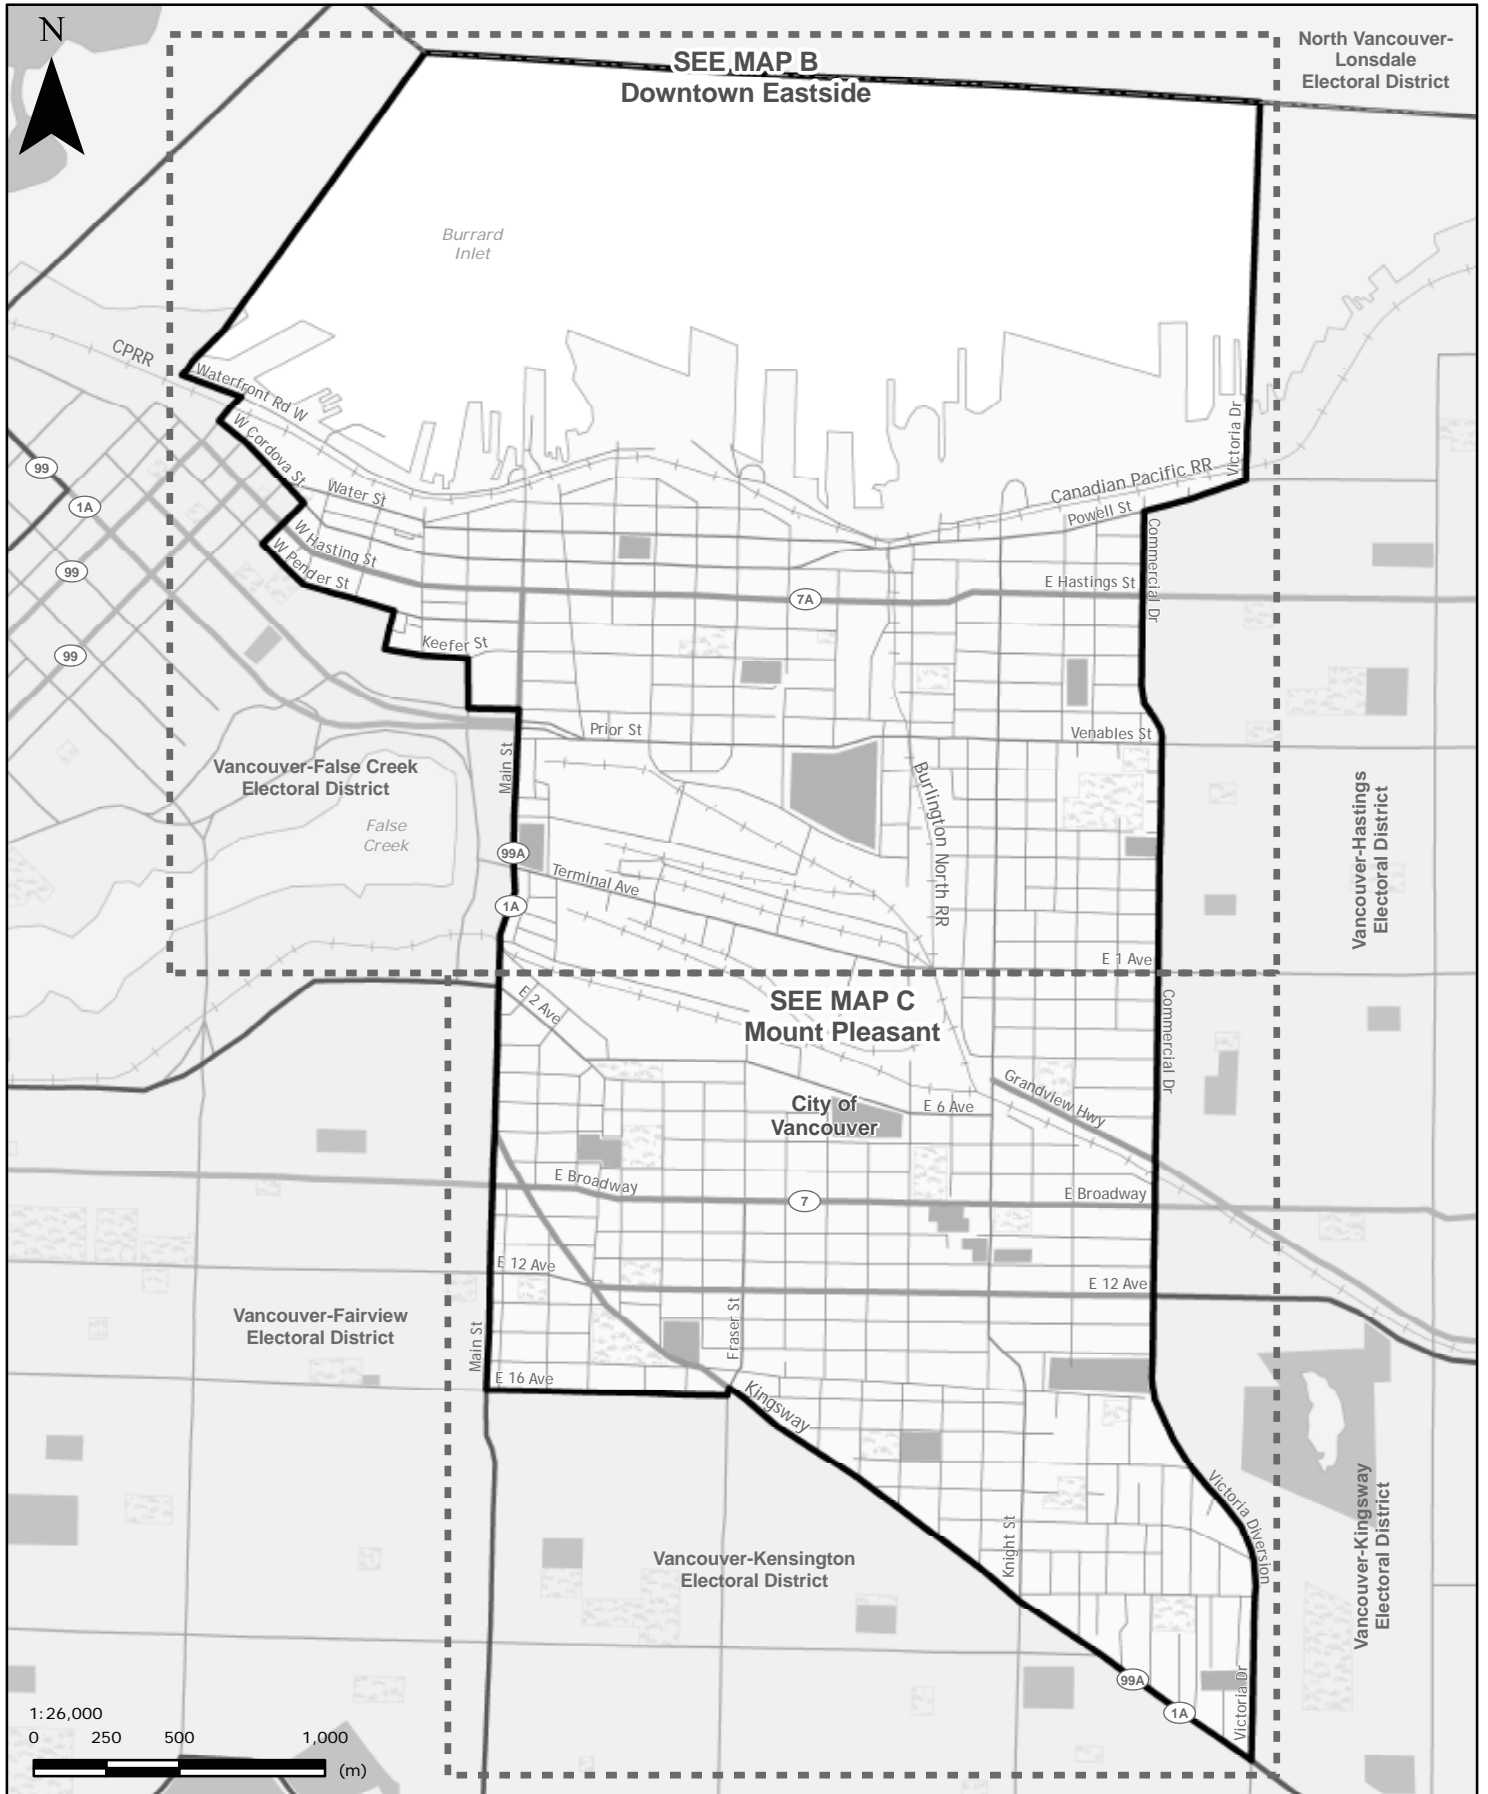 N
SEE MAP B
Downtown Eastside
North Vancouver-
Lonsdale
Electoral District
Burrard
Inlet
CPRR
Waterfront Rd W
W Cordova St
Water St
W Hasting St
W Pender St
Keefer St
99
1A
99
99
Victoria Dr
Canadian Pacific RR
Powell St
Commercial Dr
E Hastings St
7A
Prior St
Venables St
Main St
Vancouver-False Creek
Electoral District
False
Creek
Burlington North RR
Vancouver-Hastings
Electoral District
99A
Terminal Ave
1A
E 1 Ave
E 2 Ave
SEE MAP C
Mount Pleasant
Commercial Dr
City of
Vancouver
E 6 Ave
Grandview Hwy
E Broadway
7
E Broadway
E 12 Ave
E 12 Ave
Vancouver-Fairview
Electoral District
Main St
Fraser St
E 16 Ave
Kingsway
Knight St
Victoria Diversion
Vancouver-Kingsway
Electoral District
Vancouver-Kensington
Electoral District
99A
1A
Victoria Dr
1:26,000
0 250 500 1,000
(m)